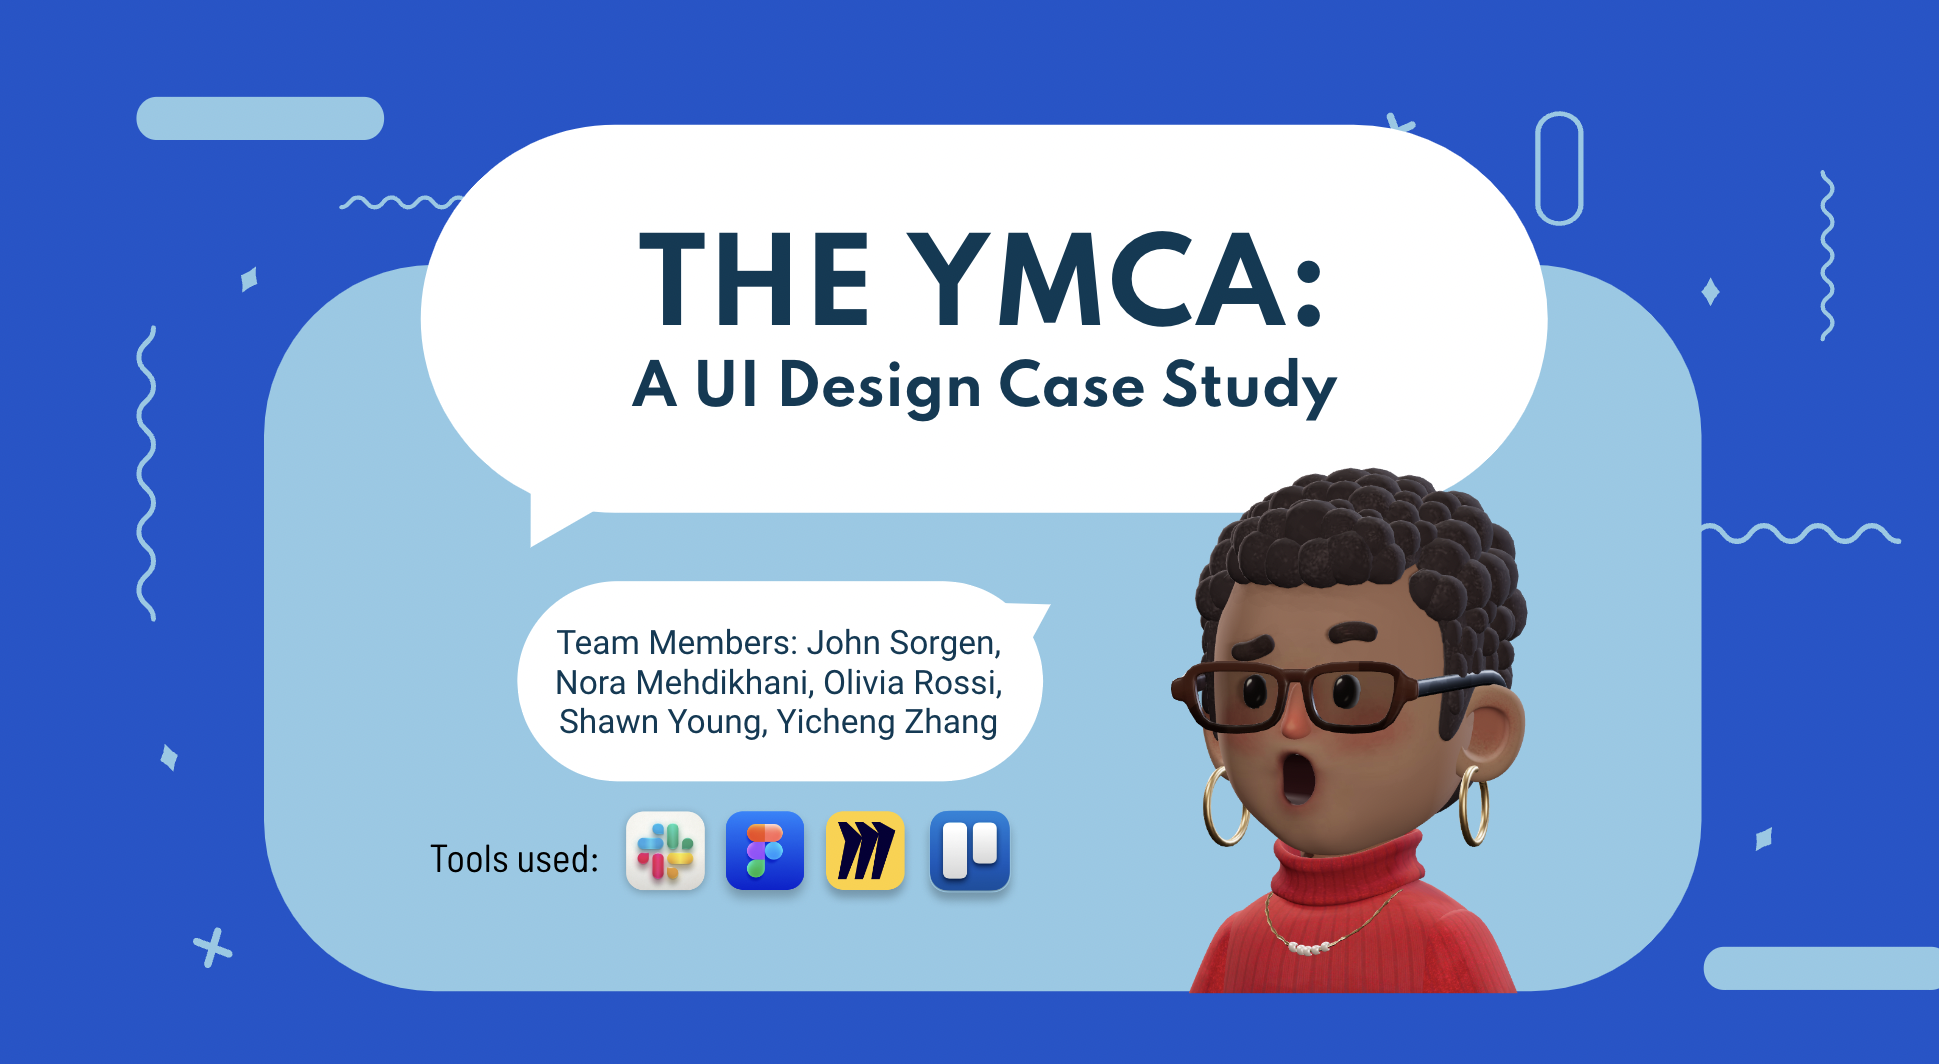 THE YMCA:
A UI Design Case Study
Team Members: John Sorgen,
Nora Mehdikhani, Olivia Rossi,
Shawn Young, Yicheng Zhang
Tools used: